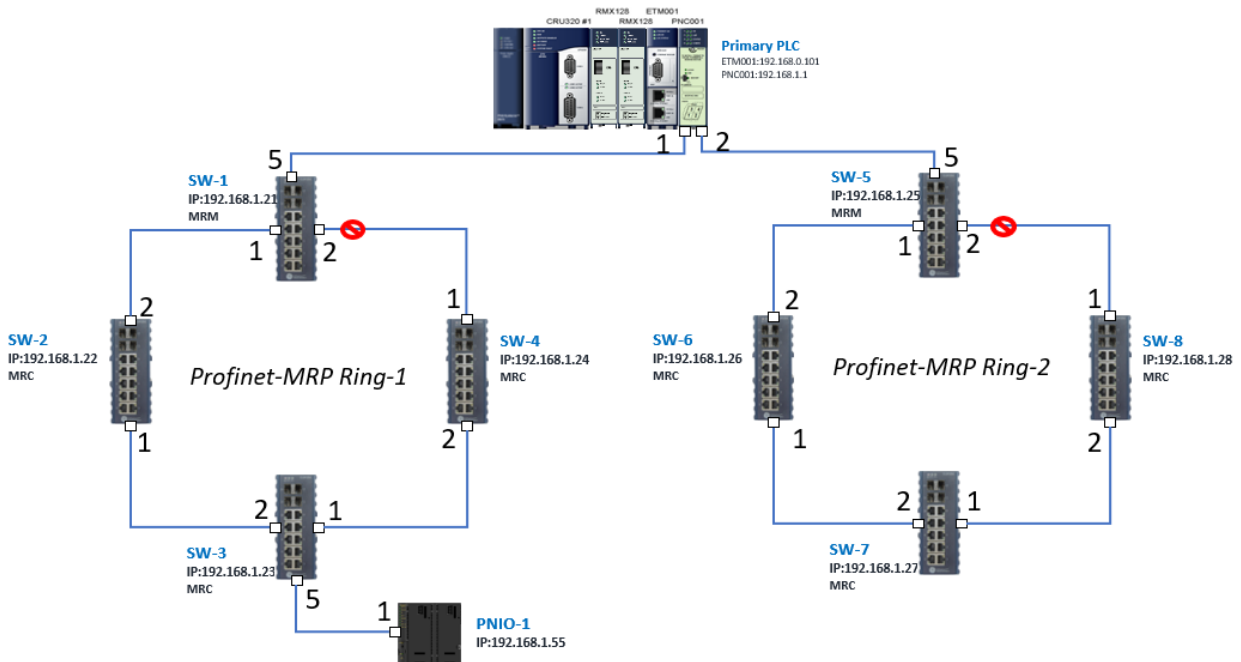 RMX128 ETM001
CRU320 #1 RMX128 PNC001
Primary PLC
ETM001:192.168.0.101
PNC001:192.168.1.1
1 2
5
SW-1
IP:192.168.1.21
MRM
1 2
5
SW-5
IP:192.168.1.25
MRM
1 2
2
SW-2
IP:192.168.1.22
MRC
1
1
SW-4
IP:192.168.1.24
MRC
2
Profinet-MRP Ring-1
2
SW-6
IP:192.168.1.26
MRC
1
1
SW-8
IP:192.168.1.28
MRC
2
Profinet-MRP Ring-2
2 1
SW-3
IP:192.168.1.23
MRC
5
2 1
SW-7
IP:192.168.1.27
MRC
1
PNIO-1
IP:192.168.1.55